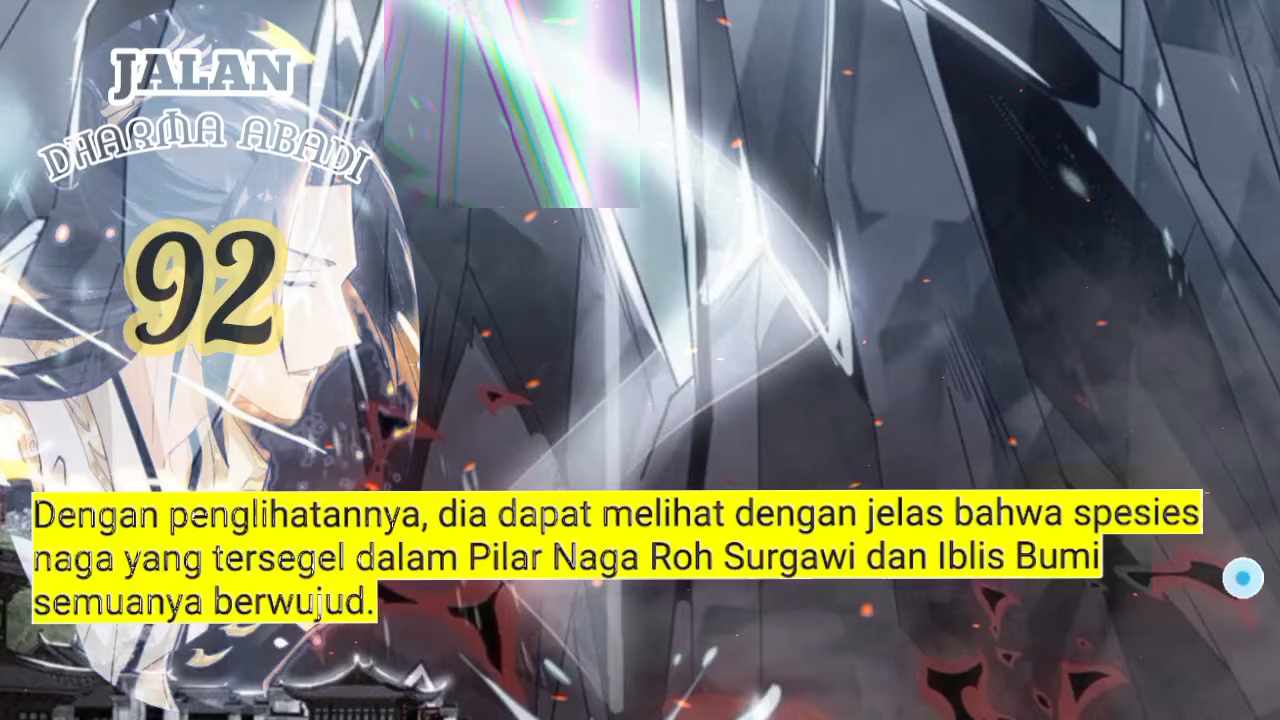 JALAN
DHARMA ABADI
92
Dengan penglihatannya, dia dapat melihat dengan jelas bahwa spesies
naga yang tersegel dalam Pilar Naga Roh Surgawi dan Iblis Bumi
semuanya berwujud.